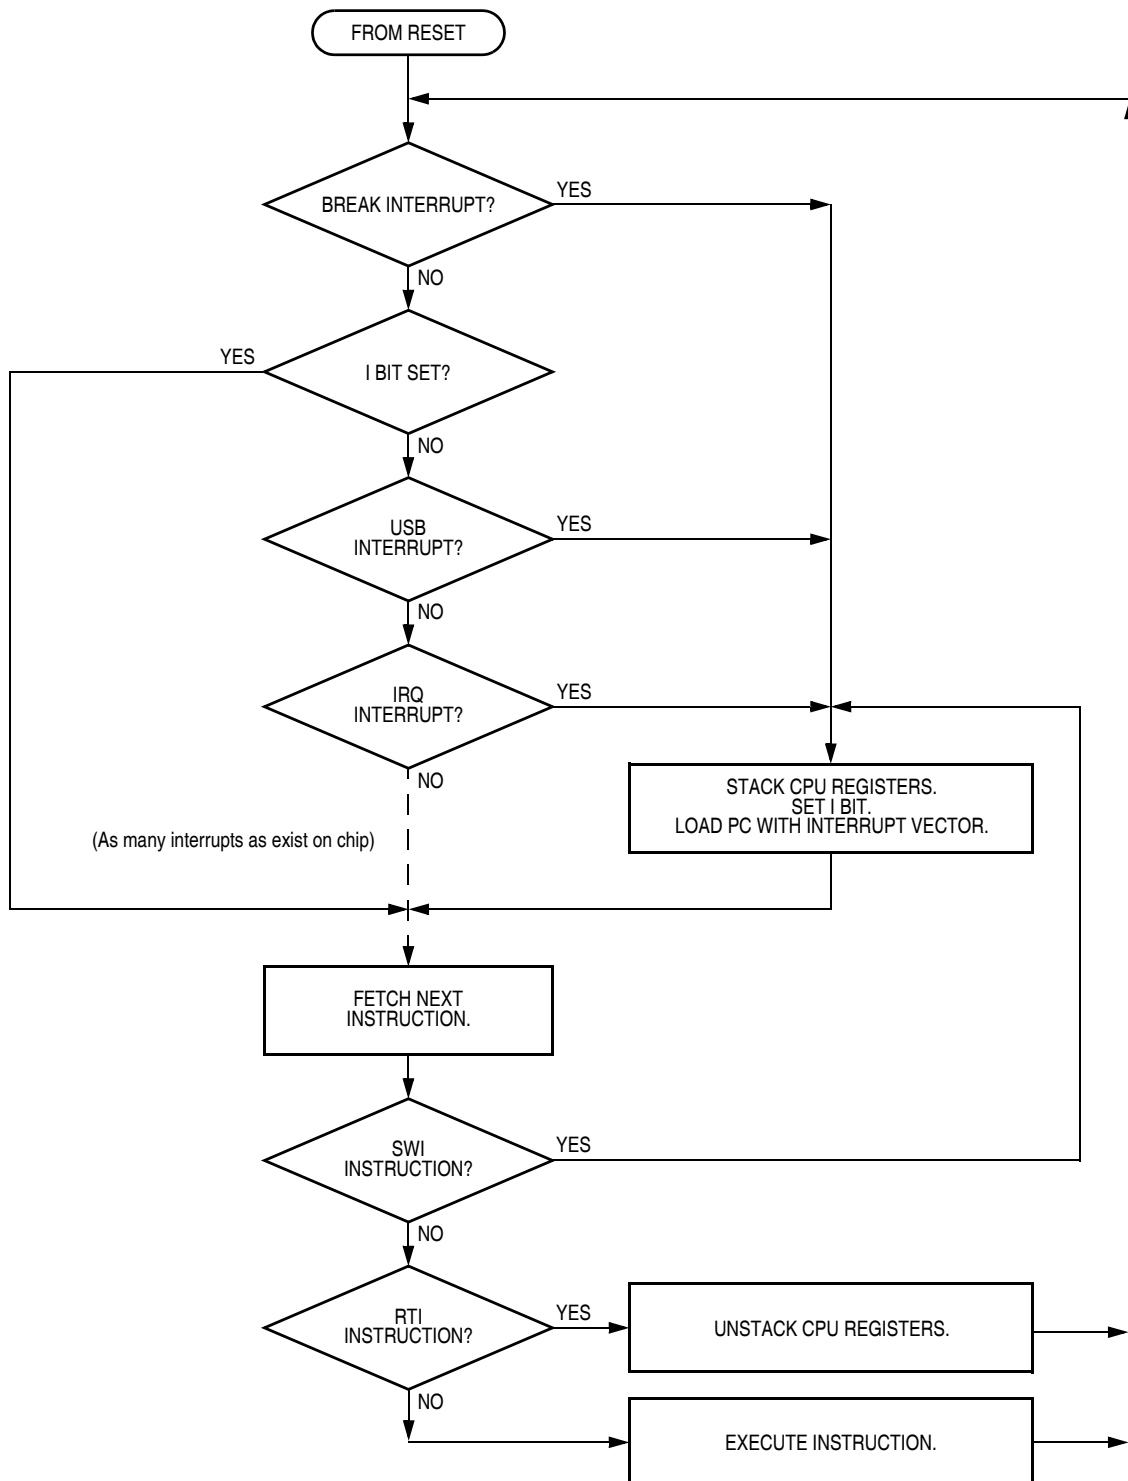 FROM RESET
BREAK INTERRUPT?
YES
NO
YES
I BIT SET?
NO
USB
INTERRUPT?
YES
NO
IRQ
INTERRUPT?
YES
NO
STACK CPU REGISTERS.
SET I BIT.
LOAD PC WITH INTERRUPT VECTOR.
(As many interrupts as exist on chip)
FETCH NEXT
INSTRUCTION.
SWI
INSTRUCTION?
YES
NO
RTI
INSTRUCTION?
YES
UNSTACK CPU REGISTERS.
NO
EXECUTE INSTRUCTION.